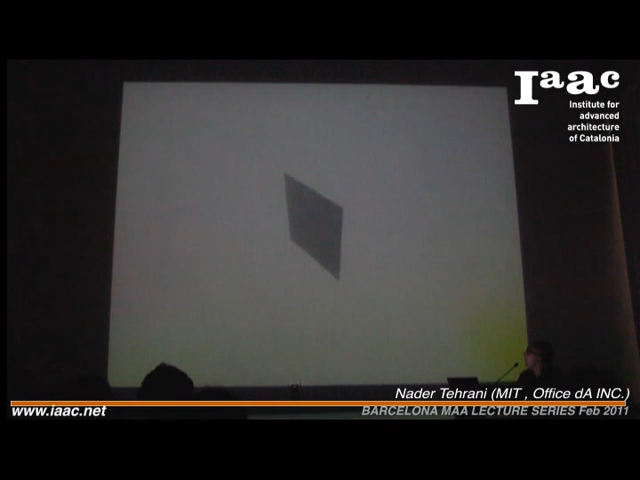 Iaac
Institute for
advanced
architecture
of Catalonia
Nader Tehrani (MIT , Office dA INC.)
www.iaac.net
BARCELONA MAA LECTURE SERIES Feb 2011